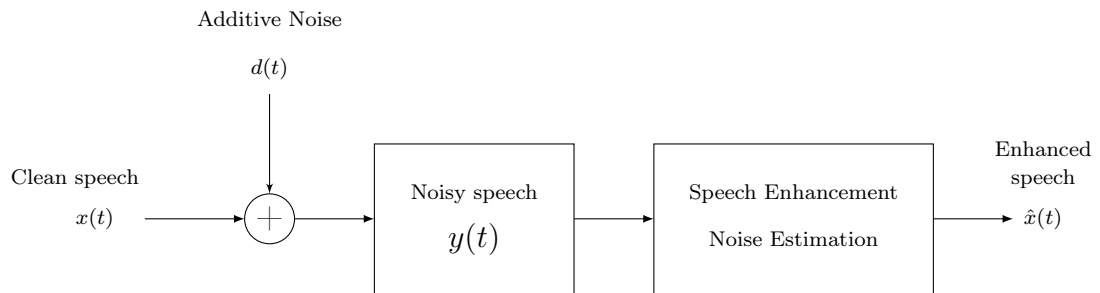 Additive Noise
d(t)
Clean speech
x(t)
+
Noisy speech
y(t)
Speech Enhancement
Noise Estimation
Enhanced
speech
x̂(t)